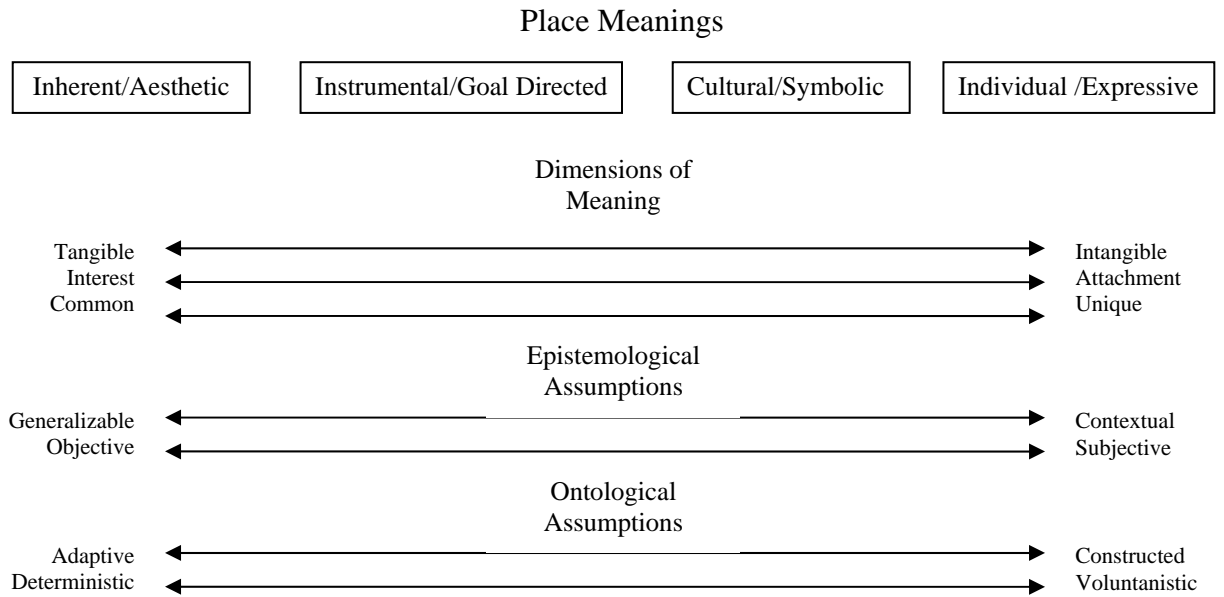 Place Meanings
Inherent/Aesthetic
Instrumental/Goal Directed
Cultural/Symbolic
Individual /Expressive
Dimensions of
Meaning
Tangible
Intangible
Interest
Attachment
Common
Unique
Epistemological
Assumptions
Generalizable
Contextual
Objective
Subjective
Ontological
Assumptions
Adaptive
Constructed
Deterministic
Voluntanistic